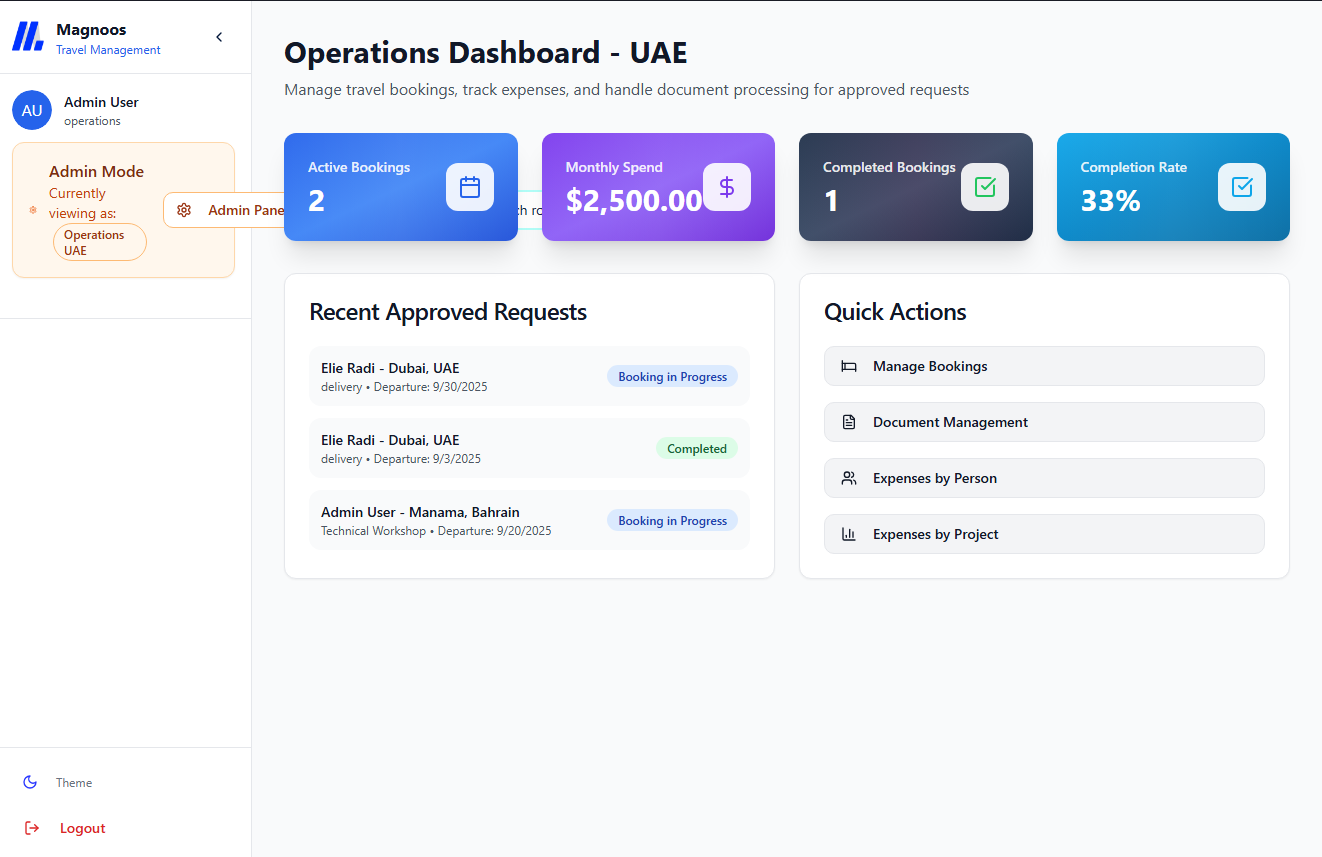 Magnoos
Travel Management
AU
Admin User
operations
Admin Mode
Currently
viewing as:
Operations
UAE
Admin Pane
Theme
Logout
Operations Dashboard - UAE
Manage travel bookings, track expenses, and handle document processing for approved requests
Active Bookings
2
Monthly Spend
$2,500.00
Completed Bookings
1
Completion Rate
33%
Recent Approved Requests
Elie Radi - Dubai, UAE
delivery • Departure: 9/30/2025
Booking in Progress
Elie Radi - Dubai, UAE
delivery • Departure: 9/3/2025
Completed
Admin User - Manama, Bahrain
Technical Workshop • Departure: 9/20/2025
Booking in Progress
Quick Actions
Manage Bookings
Document Management
Expenses by Person
Expenses by Project